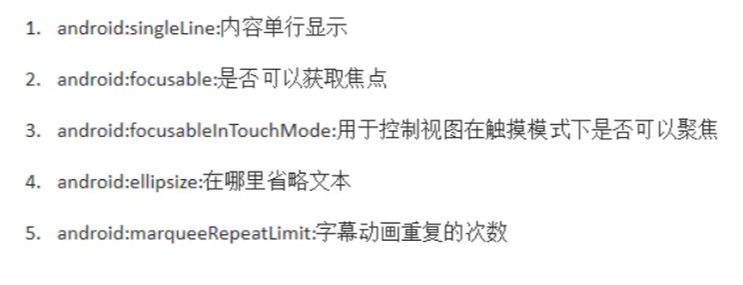 1. android:singleLine:内容单行显示
2. android:focusable:是否可以获取焦点
3. android:focusableInTouchMode:用于控制视图在触摸模式下是否可以聚焦
4. android:ellipsize:在哪里省略文本
5. android:marqueeRepeatLimit:字幕动画重复的次数